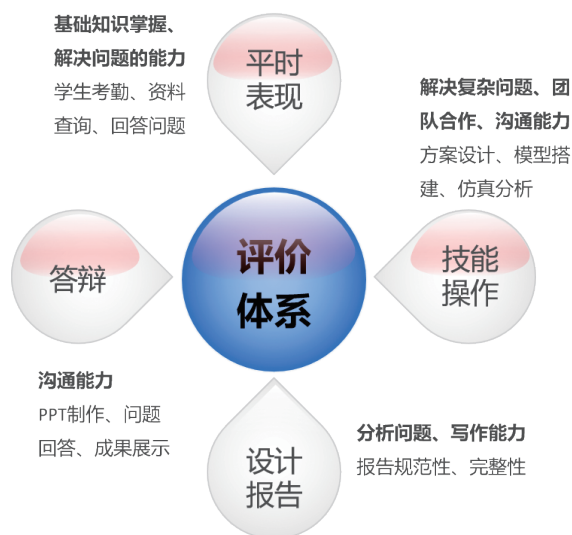 基础知识掌握、
解决问题的能力
学生考勤、资料
查询、回答问题
平时
表现
解决复杂问题、团
队合作、沟通能力
方案设计、模型搭
建、仿真分析
技能
操作
评价
体系
答辩
沟通能力
PPT制作、问题
回答、成果展示
设计
报告
分析问题、写作能力
报告规范性、完整性